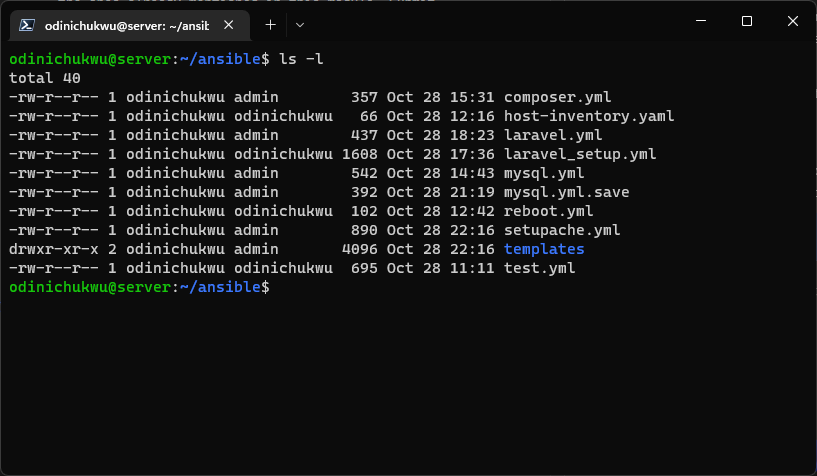 odinichukwu@server: ~/ansibl
odinichukwu@server:~/ansible$ ls -l
total 40
-rw-r--r-- 1 odinichukwu admin        357 Oct 28 15:31 composer.yml
-rw-r--r-- 1 odinichukwu odinichukwu   66 Oct 28 12:16 host-inventory.yaml
-rw-r--r-- 1 odinichukwu admin        437 Oct 28 18:23 laravel.yml
-rw-r--r-- 1 odinichukwu odinichukwu 1608 Oct 28 17:36 laravel_setup.yml
-rw-r--r-- 1 odinichukwu admin        542 Oct 28 14:43 mysql.yml
-rw-r--r-- 1 odinichukwu admin        392 Oct 28 21:19 mysql.yml.save
-rw-r--r-- 1 odinichukwu odinichukwu  102 Oct 28 12:42 reboot.yml
-rw-r--r-- 1 odinichukwu admin        890 Oct 28 22:16 setupache.yml
drwxr-xr-x 2 odinichukwu admin       4096 Oct 28 22:16 templates
-rw-r--r-- 1 odinichukwu odinichukwu  695 Oct 28 11:11 test.yml
odinichukwu@server:~/ansible$